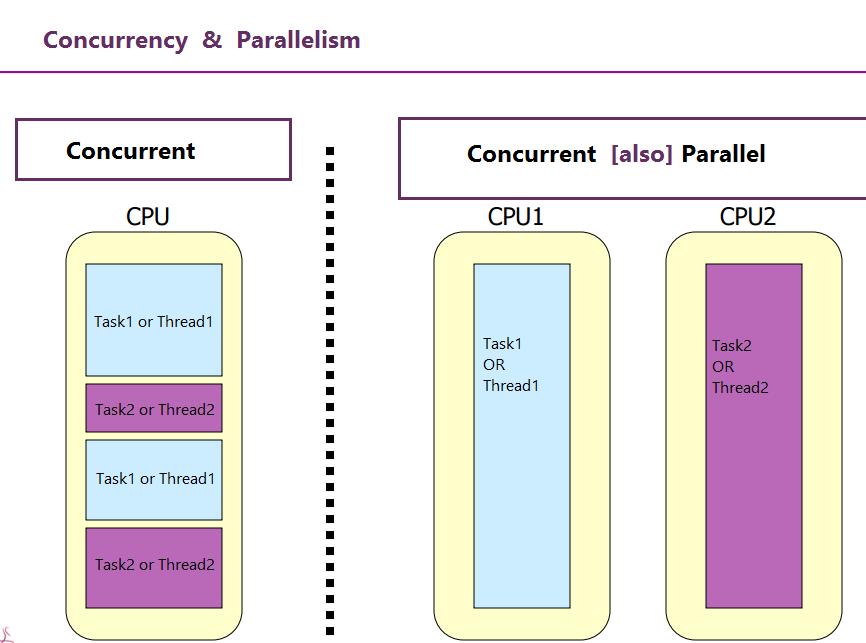 Concurrency & Parallelism
Concurrent
CPU
Task1 or Thread1
Task2 or Thread2
Task1 or Thread1
Task2 or Thread2
Concurrent [also] Parallel
CPU1
Task1
OR
Thread1
CPU2
Task2
OR
Thread2